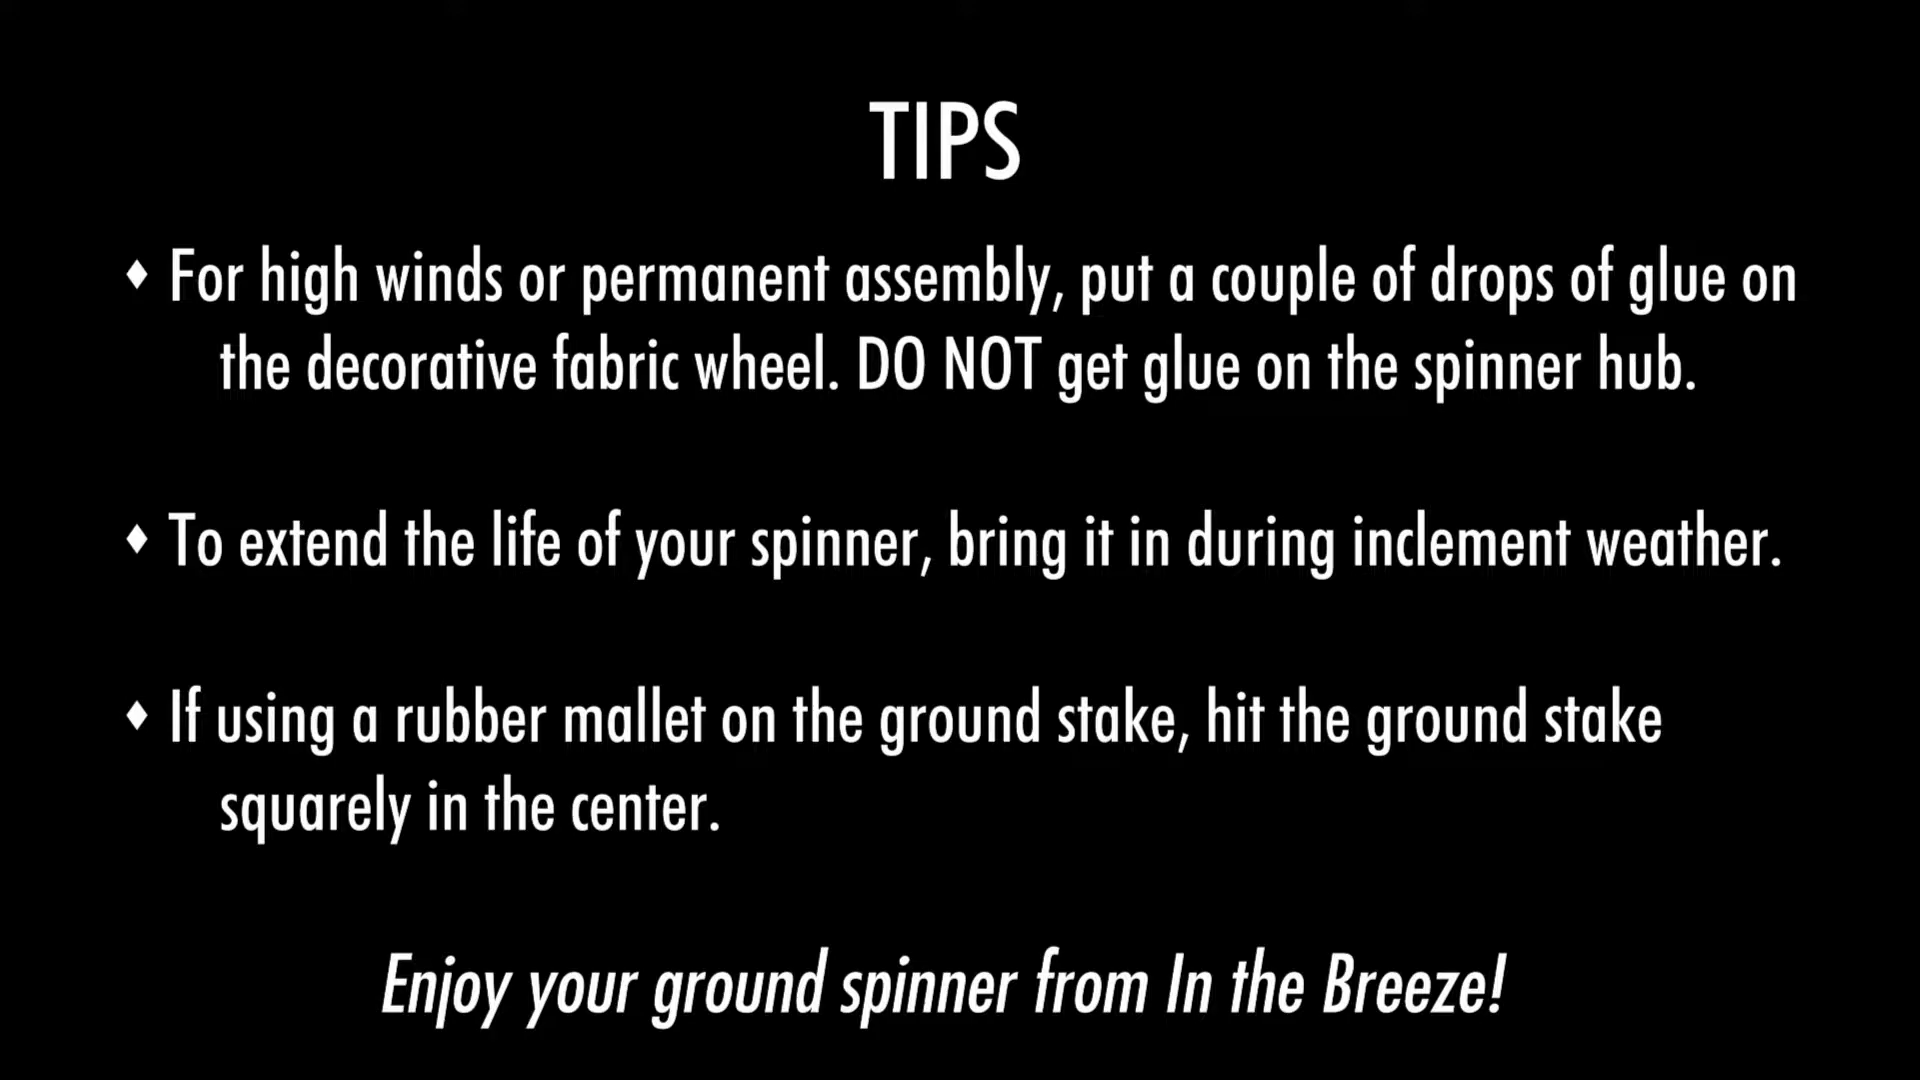 TIPS
♦ For high winds or permanent assembly, put a couple of drops of glue on
the decorative fabric wheel. DO NOT get glue on the spinner hub.
♦ To extend the life of your spinner, bring it in during inclement weather.
♦ If using a rubber mallet on the ground stake, hit the ground stake
squarely in the center.
Enjoy your ground spinner from In the Breeze!